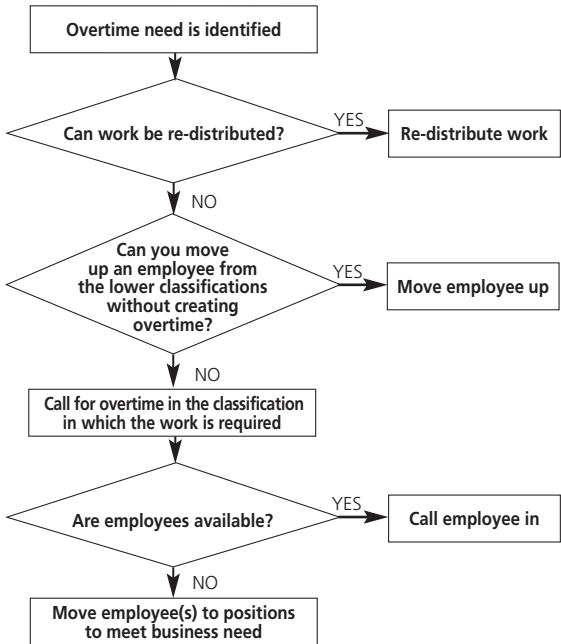 Overtime need is identified
Can work be re-distributed?
YES
Re-distribute work
NO
Can you move
up an employee from
the lower classifications
without creating
overtime?
YES
Move employee up
NO
Call for overtime in the classification
in which the work is required
Are employees available?
YES
Call employee in
NO
Move employee(s) to positions
to meet business need